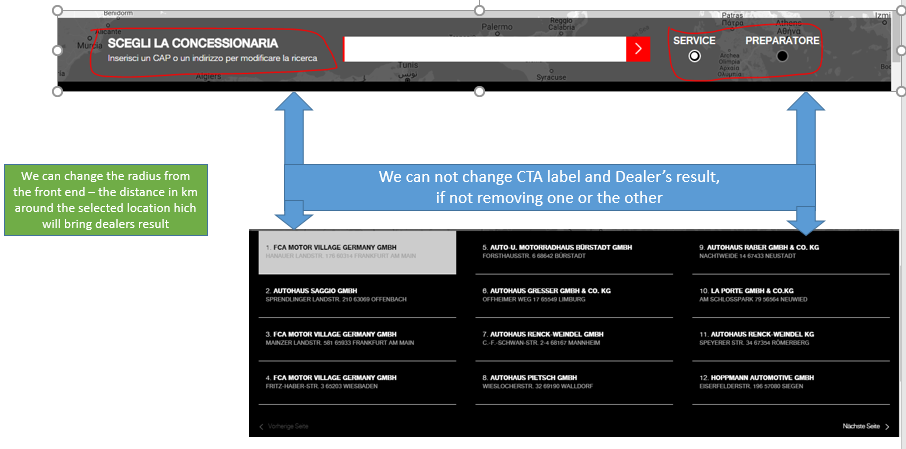 Benidorm
Alicante
Murcia
Palermo
Reggio
Calabria
Patras
Πάτρα
Athens
Αθήνα
Izmi
SCEGLI LA CONCESSIONARIA
Inserisci un CAP o un indirizzo per modificare la ricerca
SERVICE
PREPARATORE
Algiers
Tunis
تونس
Syracuse
Ancient
Olympia
Αρχαία
Ολυμπία
We can change the radius from
the front end – the distance in km
around the selected location hich
will bring dealers result
We can not change CTA label and Dealer's result,
if not removing one or the other
1. FCA MOTOR VILLAGE GERMANY GMBH
HANAUER LANDSTR. 176 60314 FRANKFURT AM MAIN
2. AUTOHAUS SAGGIO GMBH
SPRENDLINGER LANDSTR. 210 63069 OFFENBACH
3. FCA MOTOR VILLAGE GERMANY GMBH
MAINZER LANDSTR. 581 65933 FRANKFURT AM MAIN
4. FCA MOTOR VILLAGE GERMANY GMBH
FRITZ-HABER-STR. 3 65203 WIESBADEN
5. AUTO-U. MOTORRADHAUS BÜRSTADT GMBH
FORSTHAUSSTR. 6 68642 BÜRSTADT
6. AUTOHAUS GRESSER GMBH & CO. KG
OFFHEIMER WEG 17 65549 LIMBURG
7. AUTOHAUS RENCK-WEINDEL GMBH
C.-F.-SCHWAN-STR. 2-4 68167 MANNHEIM
8. AUTOHAUS PIETSCH GMBH
WIESLOCHERSTR. 32 69190 WALLDORF
9. AUTOHAUS RABER GMBH & CO. KG
NACHTWEIDE 14 67433 NEUSTADT
10. LA PORTE GMBH & CO.KG
AM SCHLOSSPARK 79 56564 NEUWIED
11. AUTOHAUS RENCK-WEINDEL KG
SPEYERER STR. 34 67354 RÖMERBERG
12. HOPPMANN AUTOMOTIVE GMBH
EISERFELDERSTR. 196 57080 SIEGEN
Vorherige Seite
Nächste Seite